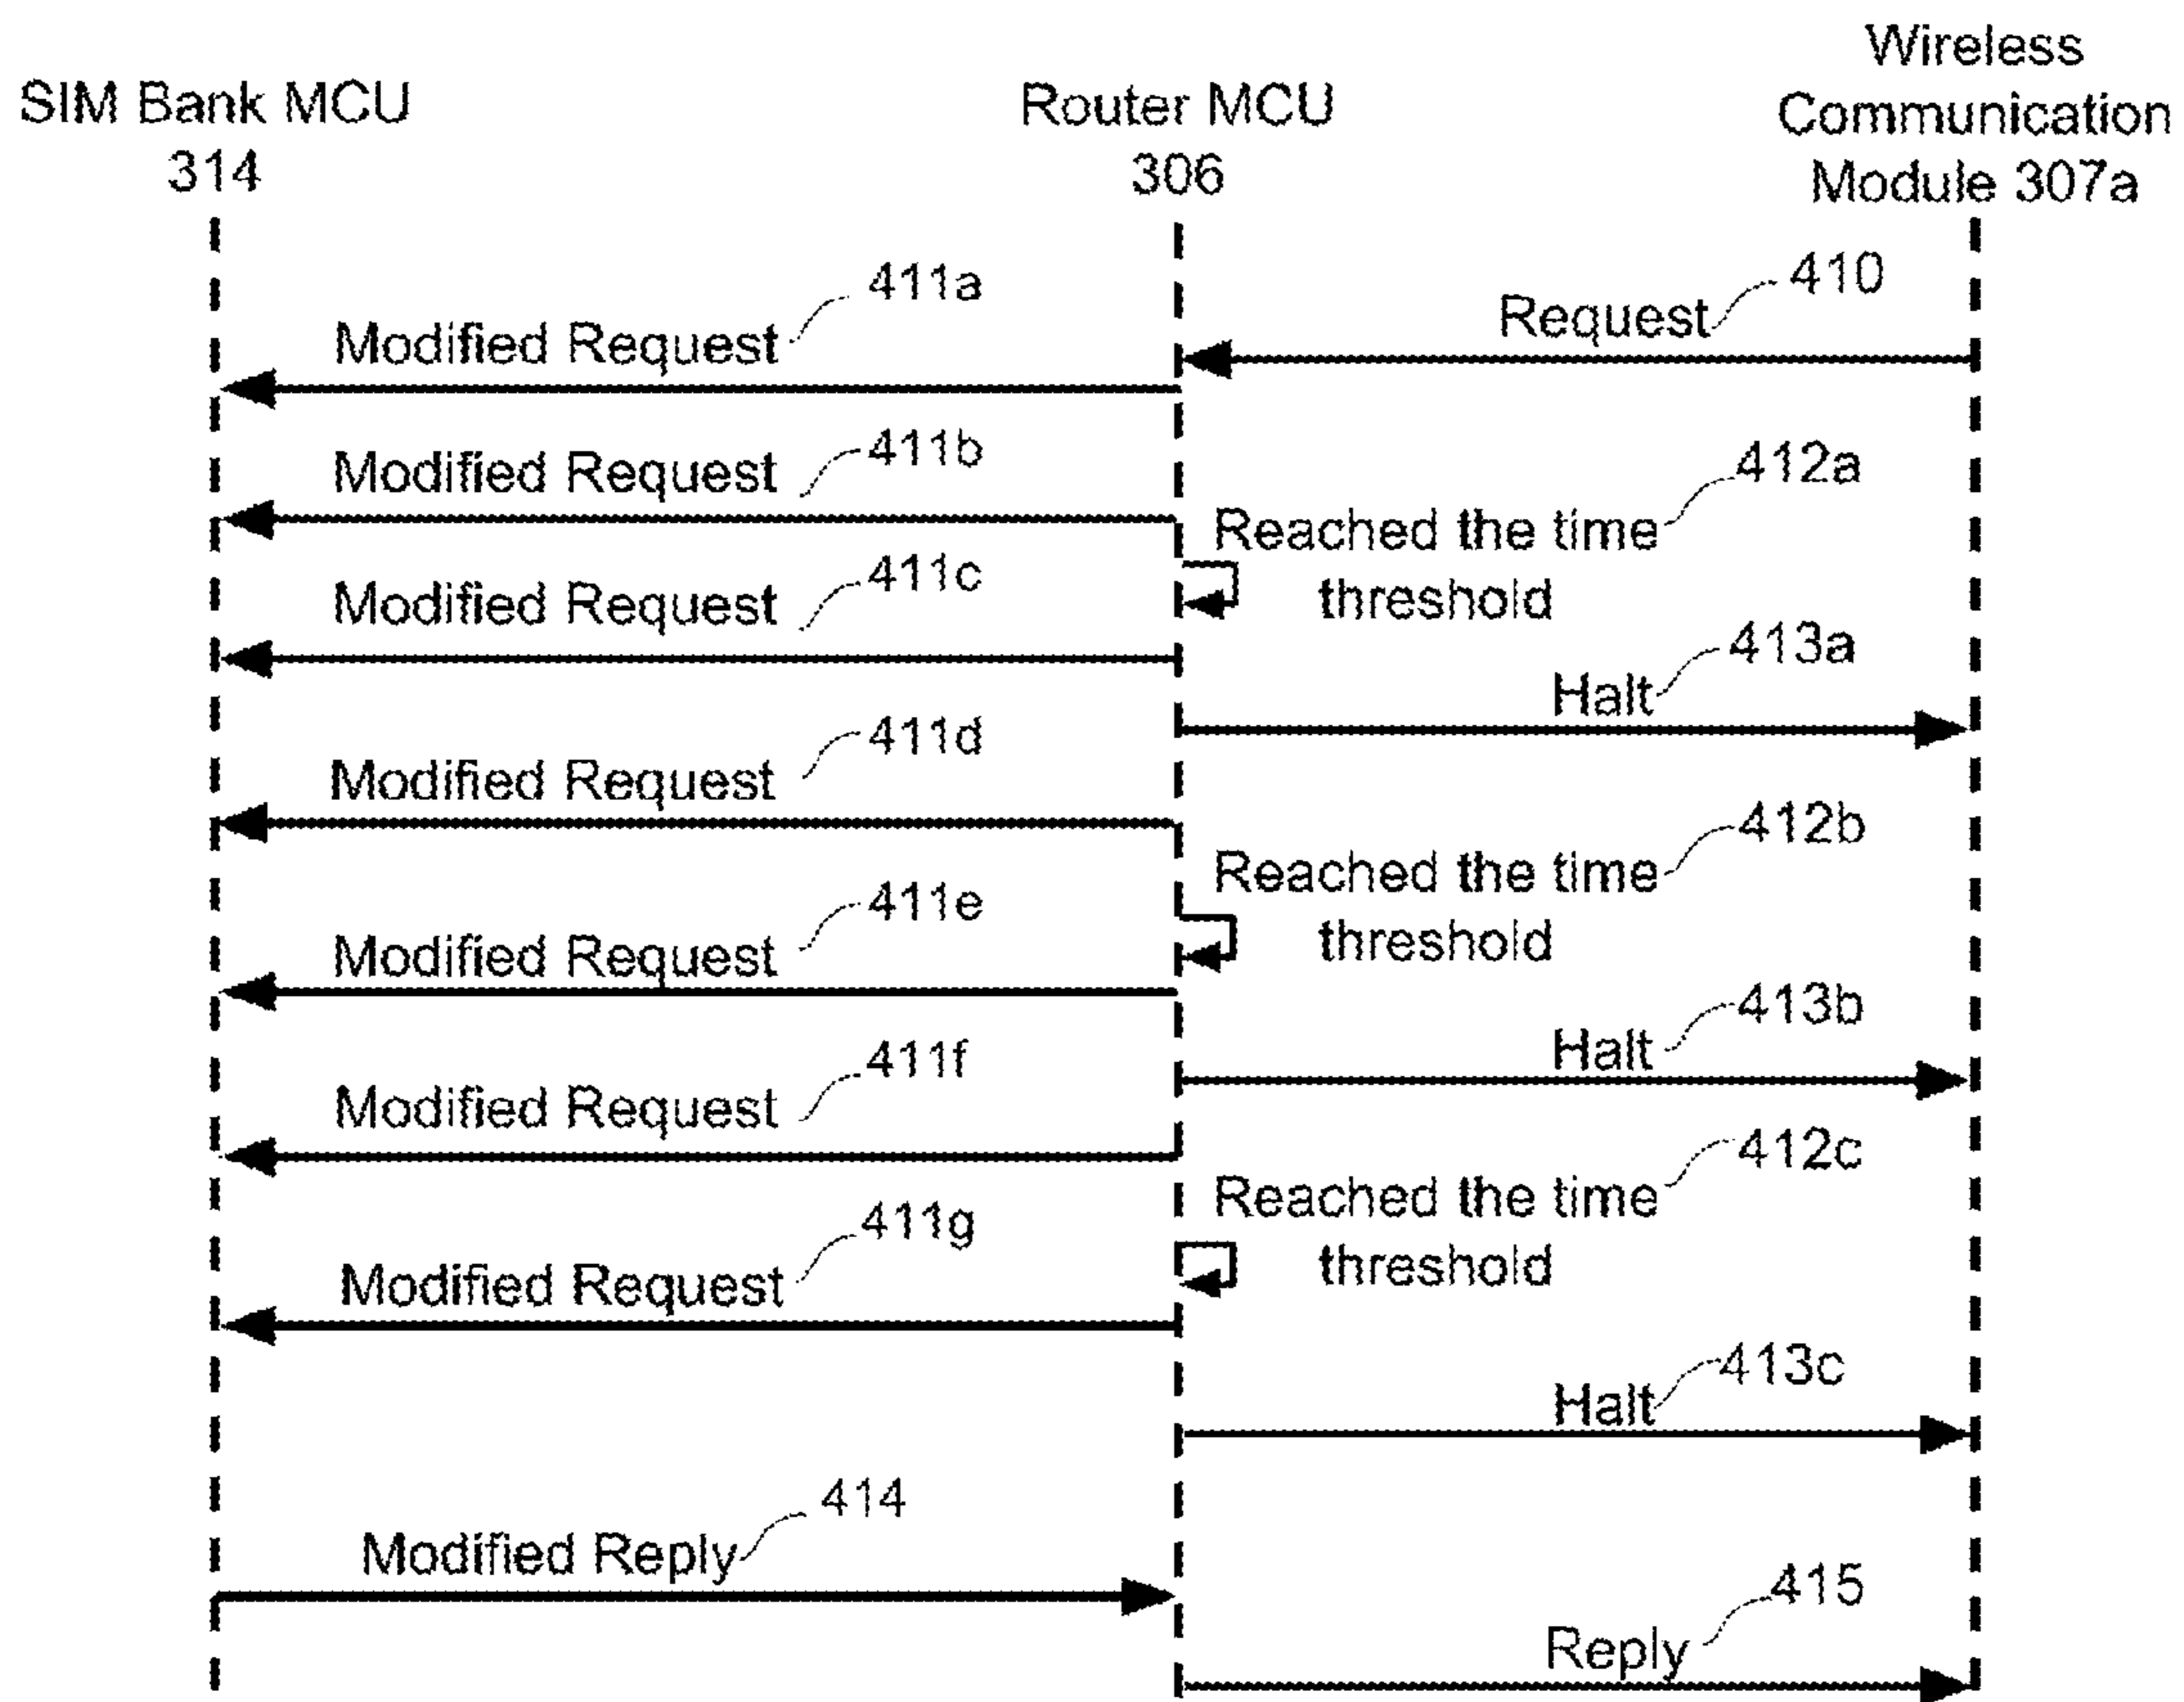 SIM Bank MCU
314
Router MCU
306
Wireless
Communication
Module 307a
411a
Modified Request
410
Request
411b
Modified Request
412a
Reached the time
threshold
411c
Modified Request
413a
Halt
411d
Modified Request
412b
Reached the time
threshold
411e
Modified Request
413b
Halt
411f
Modified Request
412c
Reached the time
threshold
411g
Modified Request
413c
Halt
414
Modified Reply
415
Reply